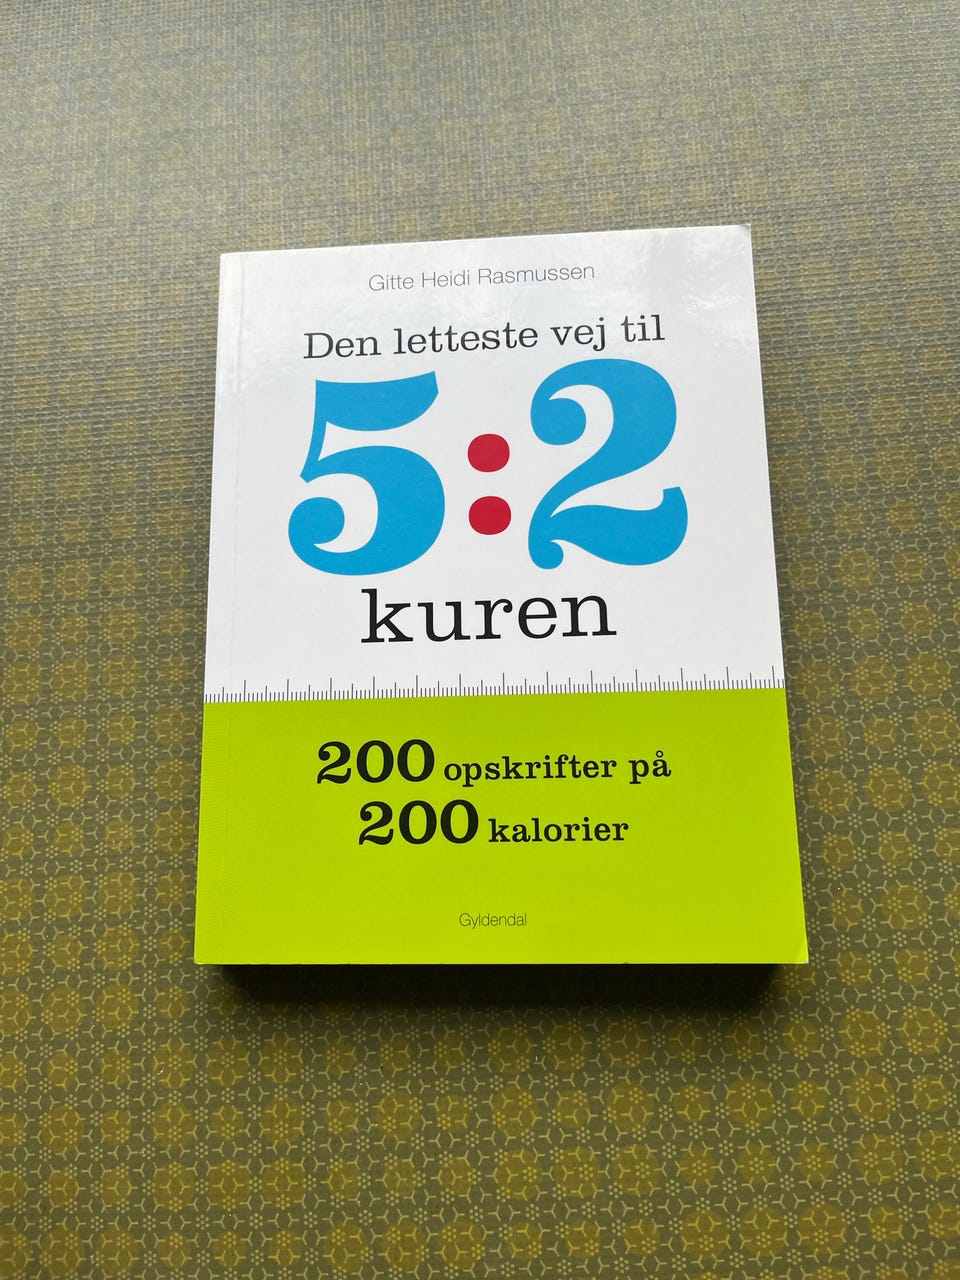 Gitte Heidi Rasmussen
Den letteste vej til
5:2
kuren
200 opskrifter på
200 kalorier
Gyldendal